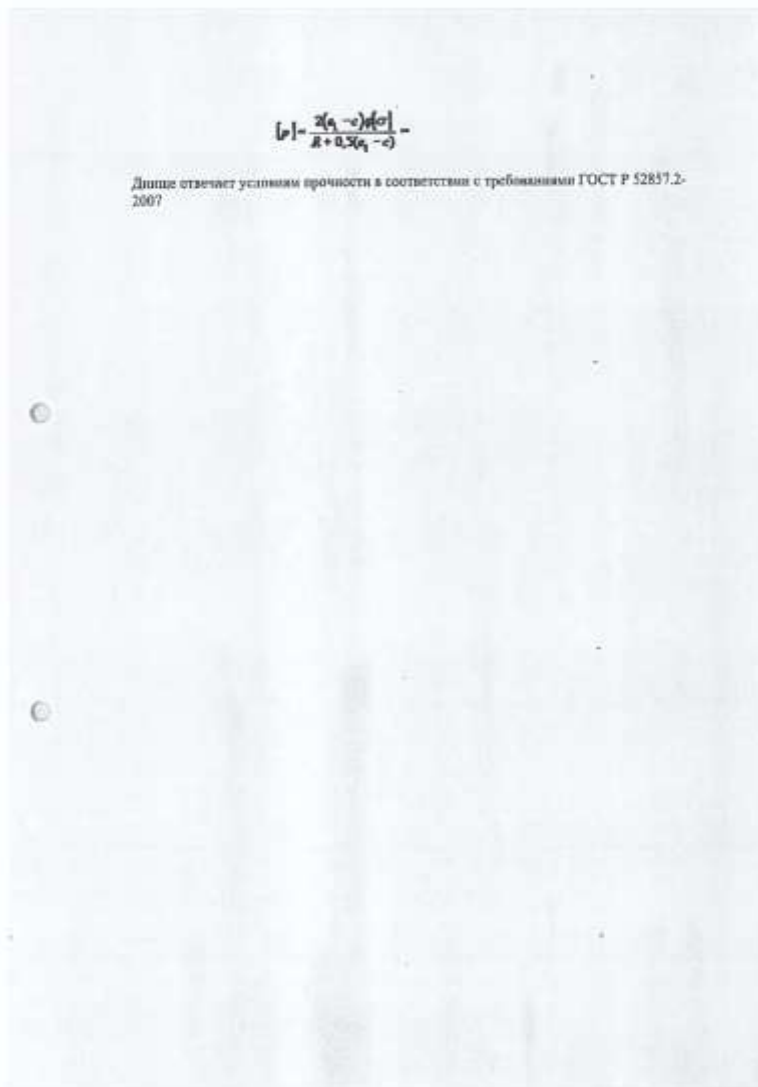 [p]=2(s₁-c)φ[σ]/R+0,5(s₁-c)=
Днище отвечает условиям прочности в соответствии с требованиями ГОСТ Р 52857.2-
2007